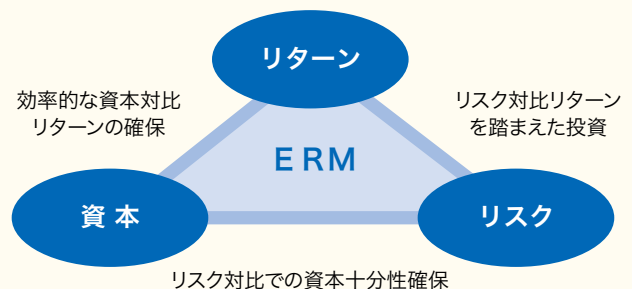 リターン
効率的な資本対比
リターンの確保
リスク対比リターン
を踏まえた投資
ERM
資本
リスク
リスク対比での資本十分性確保